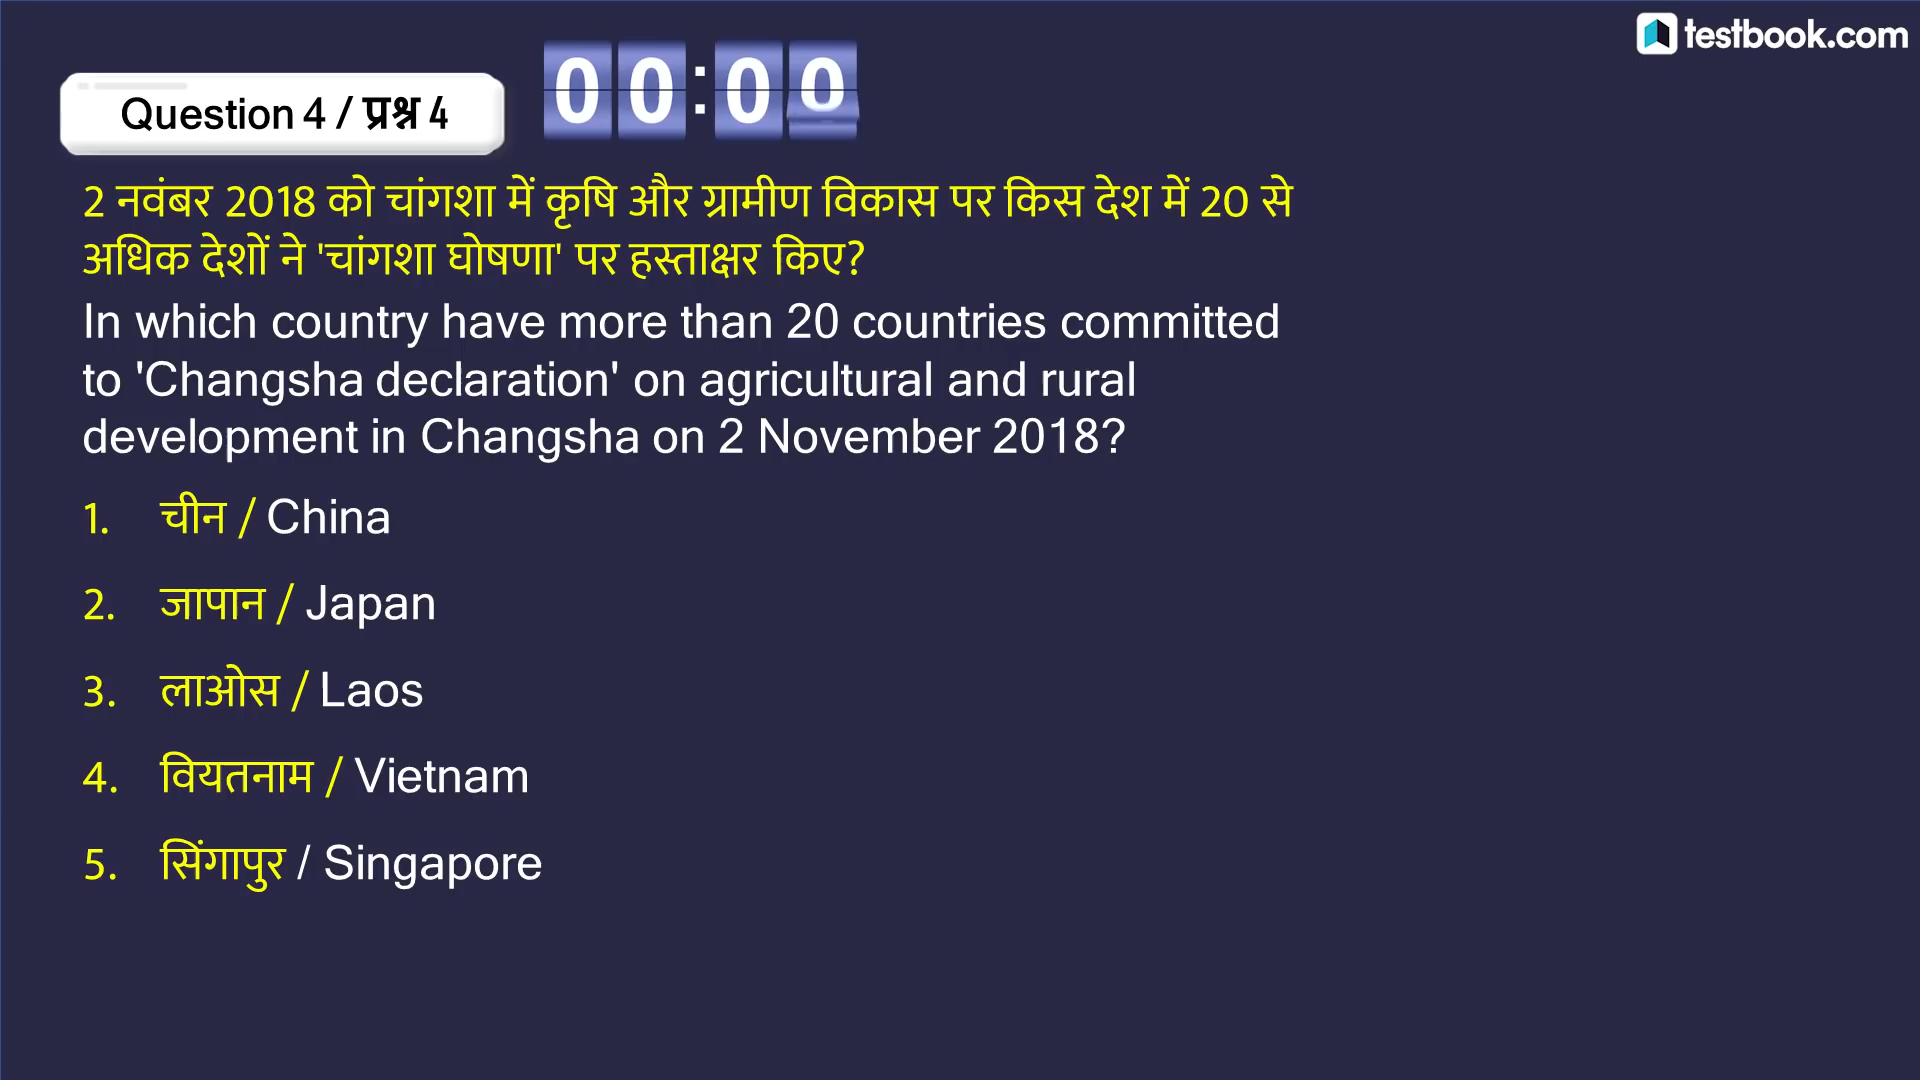 testbook.com
00:00
Question 4 / प्रश्न 4
2 नवंबर 2018 को चांगशा में कृषि और ग्रामीण विकास पर किस देश में 20 से
अधिक देशों ने 'चांगशा घोषणा' पर हस्ताक्षर किए?
In which country have more than 20 countries committed
to 'Changsha declaration' on agricultural and rural
development in Changsha on 2 November 2018?
1. चीन / China
2. जापान / Japan
3. लाओस / Laos
4. वियतनाम / Vietnam
5. सिंगापुर / Singapore